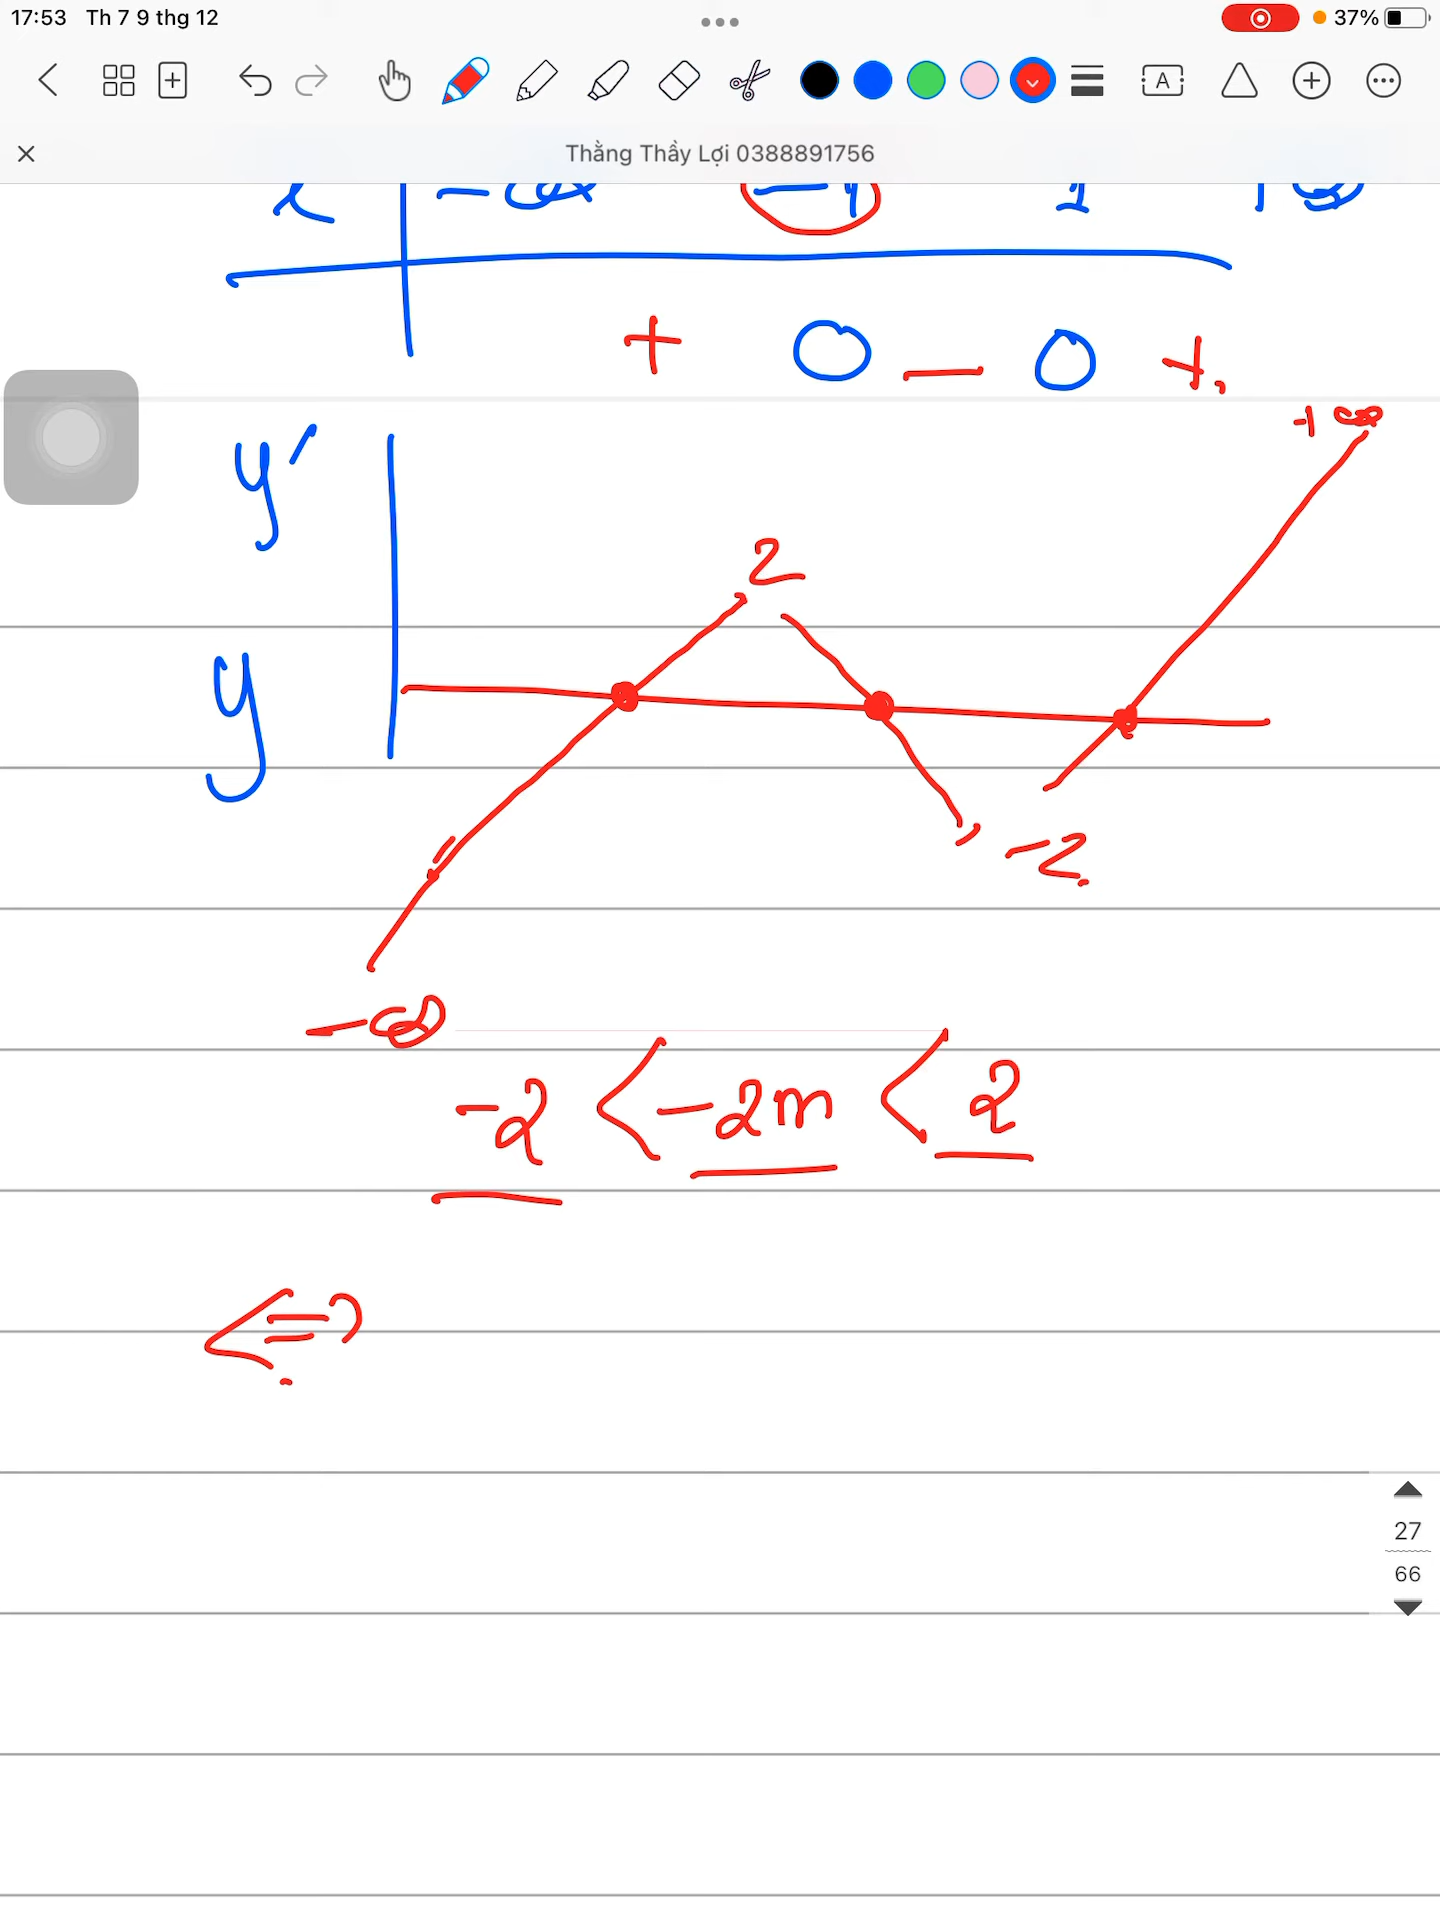 17:53 Th 7 9 thg 12
37%
A
Thằng Thầy Lợi 0388891756
x -∞ -1 1 +∞
+ 0 - 0 +
y' +∞
2
y
-2
-∞
-2 < -2m < 2
<=>
27
66